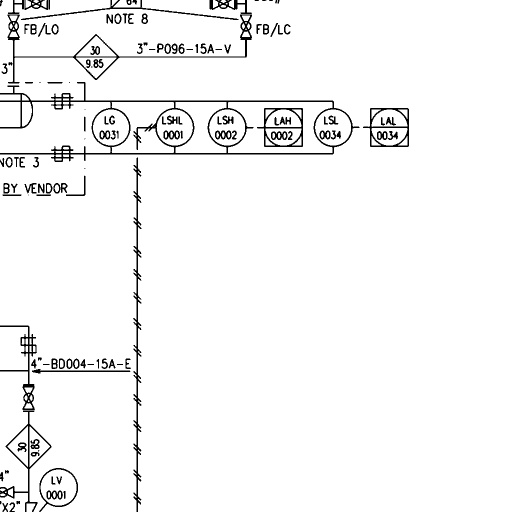 64
NOTE 8
FB/LO
FB/LC
3"-P096-15A-V
30
9.85
3"
LG
0031
LSHL
0001
LSH
0002
LAH
0002
LSL
0034
LAL
0034
NOTE 3
BY VENDOR
4"-BD004-15A-E
30
9.85
4"
LV
0001
"X2"